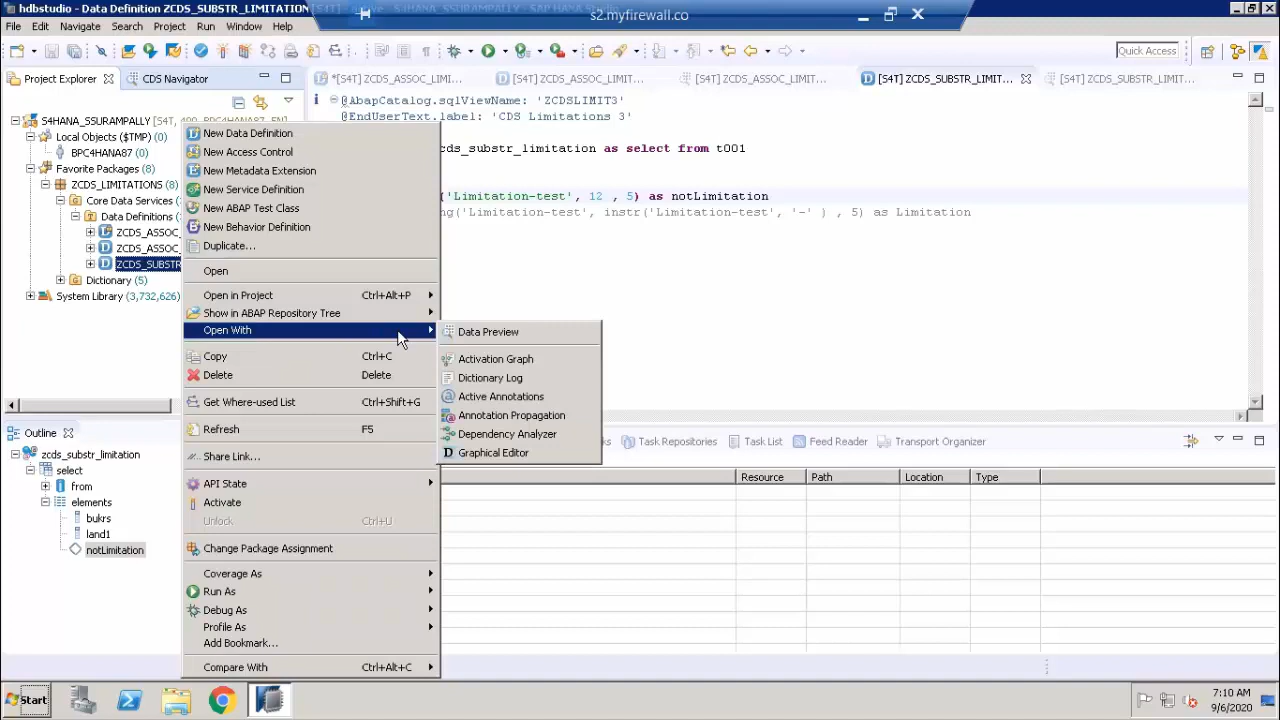 hdbstudio - Data Definition ZCDS_SUBSTR_LIMITATION
s2.myfirewall.co
File Edit Navigate Search Project Run Window Help
Quick Access
Project Explorer
CDS Navigator
*[S4T] ZCDS_ASSOC_LIMI...
[S4T] ZCDS_ASSOC_LIMIT...
[S4T] ZCDS_ASSOC_LIMIT...
[S4T] ZCDS_SUBSTR_LIMIT...
[S4T] ZCDS_SUBSTR_LIMIT...
S4HANA_SSURAMPALLY [S4T, 400, BPC4HANA87, EN]
Local Objects ($TMP) (0)
BPC4HANA87 (0)
Favorite Packages (8)
ZCDS_LIMITATIONS (8)
Core Data Services
Data Definitions
ZCDS_ASSOC_
ZCDS_ASSOC_
ZCDS_SUBSTR
Dictionary (5)
System Library (3,732,626)
@AbapCatalog.sqlViewName: 'ZCDSLIMIT3'
@EndUserText.label: 'CDS Limitations 3'
cds_substr_limitation as select from t001
('Limitation-test', 12 , 5) as notLimitation
ng('Limitation-test', instr('Limitation-test', '-' ) , 5) as Limitation
New Data Definition
New Access Control
New Metadata Extension
New Service Definition
New ABAP Test Class
New Behavior Definition
Duplicate...
Open
Open in Project Ctrl+Alt+P
Show in ABAP Repository Tree
Open With
Copy Ctrl+C
Delete Delete
Get Where-used List Ctrl+Shift+G
Refresh F5
Share Link...
API State
Activate
Unlock Ctrl+U
Change Package Assignment
Coverage As
Run As
Debug As
Profile As
Add Bookmark...
Compare With Ctrl+Alt+C
Data Preview
Activation Graph
Dictionary Log
Active Annotations
Annotation Propagation
Dependency Analyzer
Graphical Editor
Outline
zcds_substr_limitation
select
from
elements
bukrs
land1
notLimitation
ks Task Repositories Task List Feed Reader Transport Organizer
Resource Path Location Type
Start
7:10 AM
9/6/2020